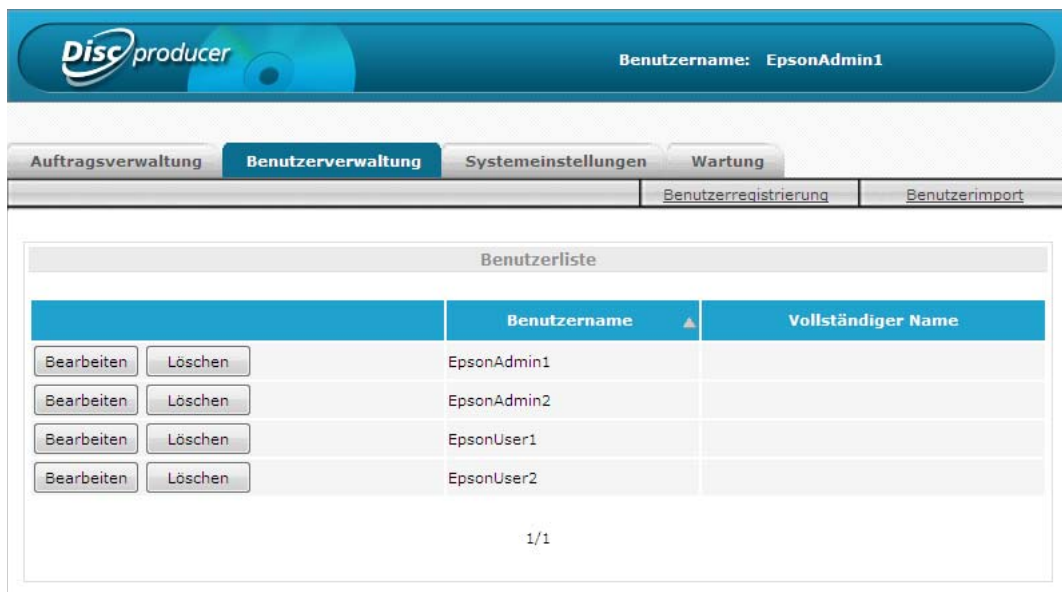 Disc producer
Benutzername: EpsonAdmin1
Auftragsverwaltung Benutzerverwaltung Systemeinstellungen Wartung
Benutzerregistrierung Benutzerimport
Benutzerliste
Benutzername Vollständiger Name
Bearbeiten Löschen EpsonAdmin1
Bearbeiten Löschen EpsonAdmin2
Bearbeiten Löschen EpsonUser1
Bearbeiten Löschen EpsonUser2
1/1